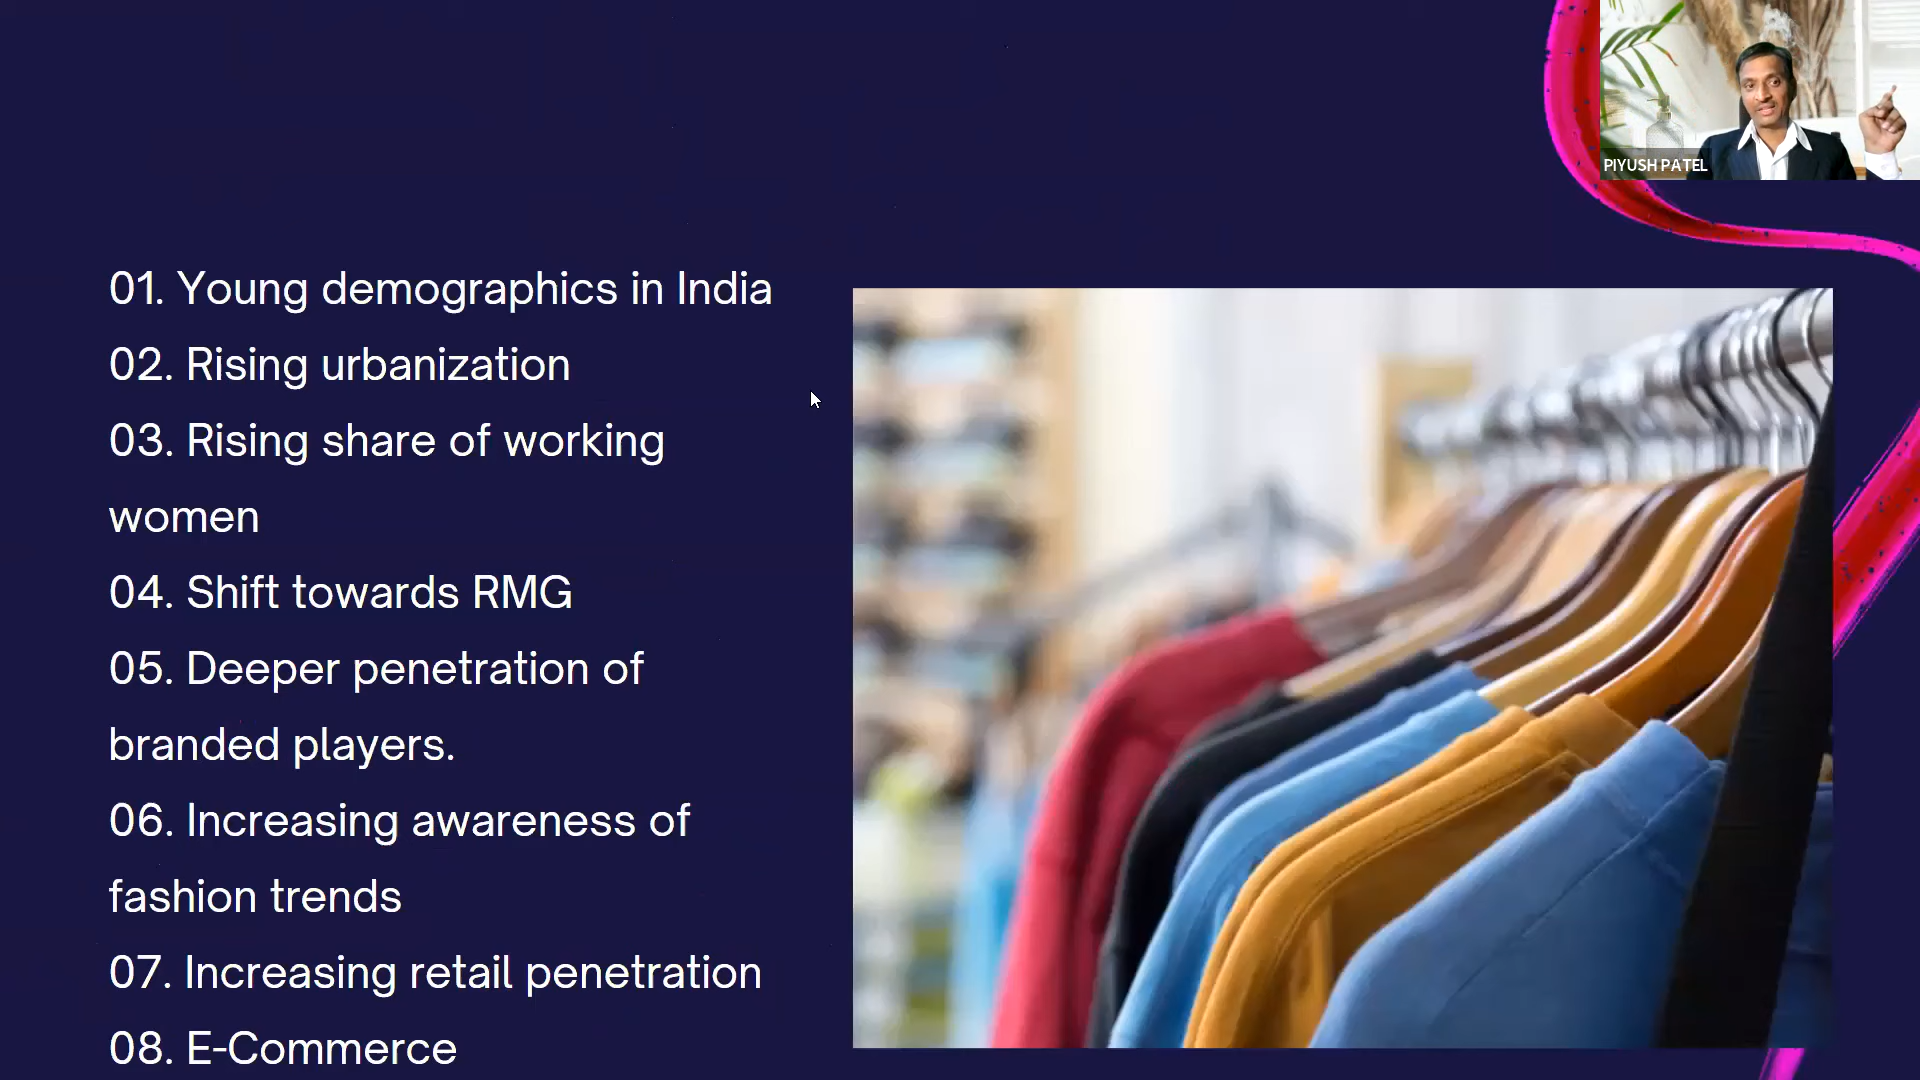 PIYUSH PATEL
01. Young demographics in India
02. Rising urbanization
03. Rising share of working
women
04. Shift towards RMG
05. Deeper penetration of
branded players.
06. Increasing awareness of
fashion trends
07. Increasing retail penetration
08. E-Commerce